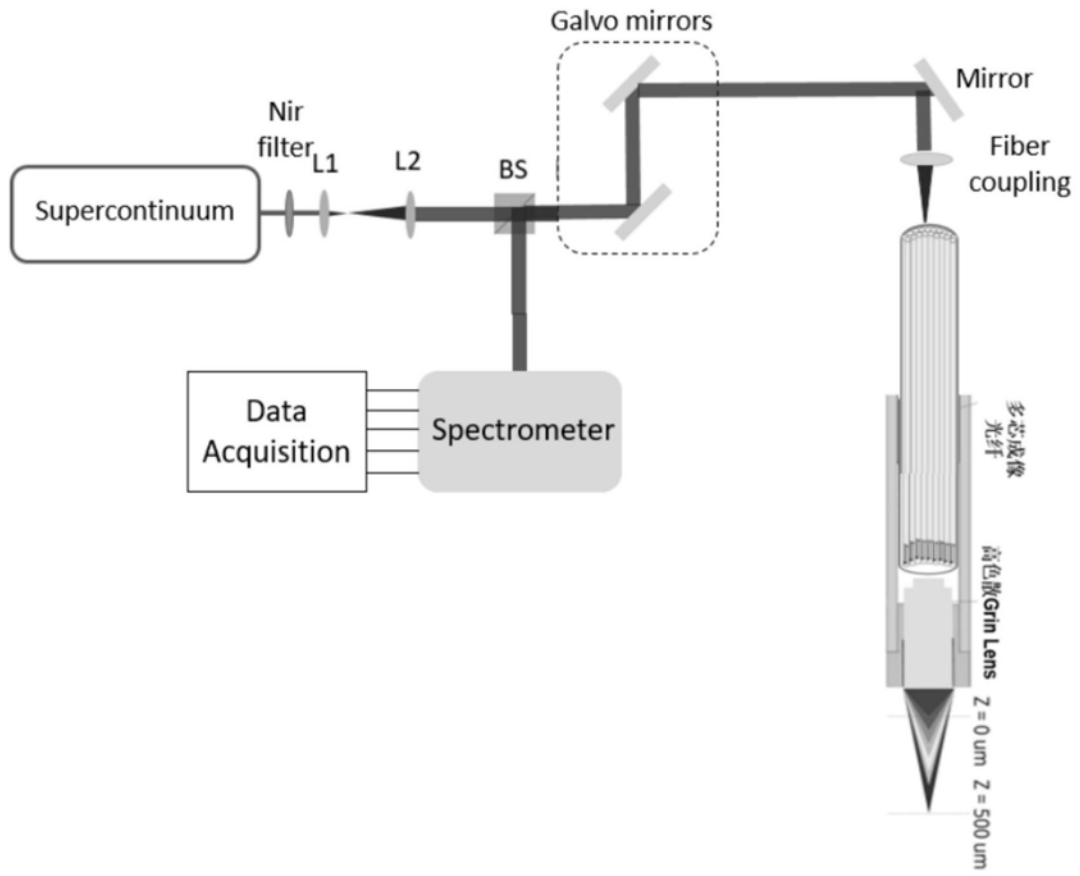 Galvo mirrors
Mirror
Nir
filter
L1
L2
BS
Fiber
coupling
Supercontinuum
Data
Acquisition
Spectrometer
多芯成像
光纤
高色散Grin Lens
Z = 0 um
Z = 500 um